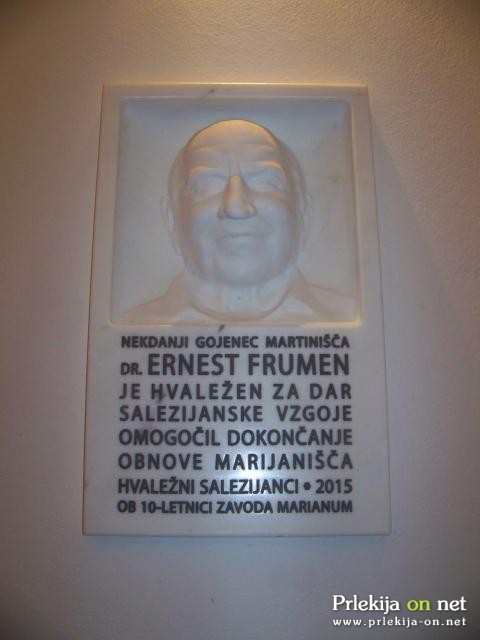 NEKDANJI GOJENEC MARTINIŠČA
DR. ERNEST FRUMEN
JE HVALEŽEN ZA DAR
SALEZIJANSKE VZGOJE
OMOGOČIL DOKONČANJE
OBNOVE MARIJANIŠČA
HVALEŽNI SALEZIJANCI * 2015
OB 10-LETNICI ZAVODA MARIANUM
Prlekija on net
www.prlekija-on.net